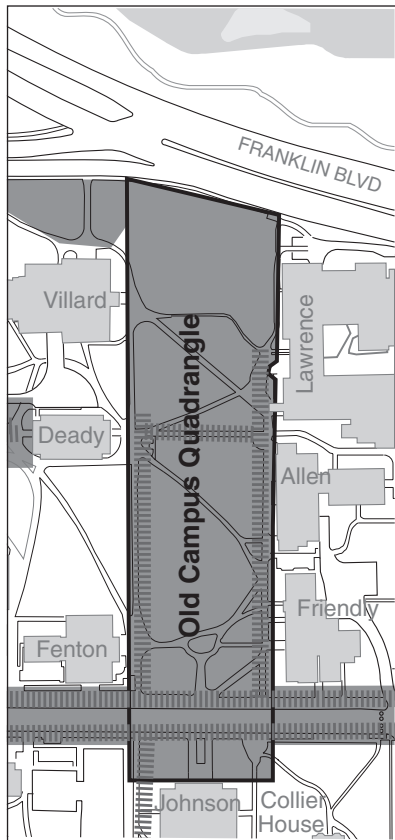 FRANKLIN BLVD
Villard
Lawrence
Old Campus Quadrangle
Deady
Allen
Friendly
Fenton
Johnson
Collier
House